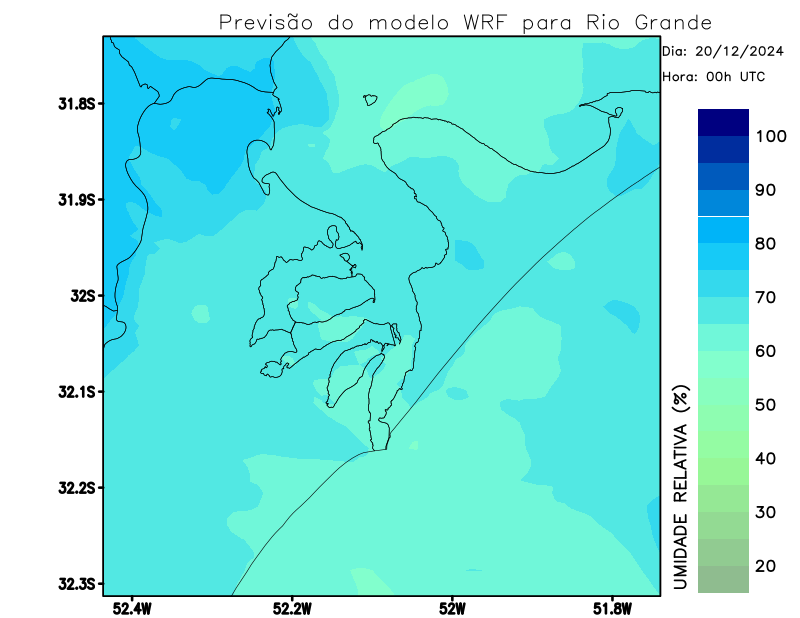 Previsão do modelo WRF para Rio Grande
Dia: 20/12/2024
Hora: 00h UTC
31.8S
31.9S
32S
32.1S
32.2S
32.3S
52.4W
52.2W
52W
51.8W
100
90
80
70
60
50
40
30
20
UMIDADE RELATIVA (%)